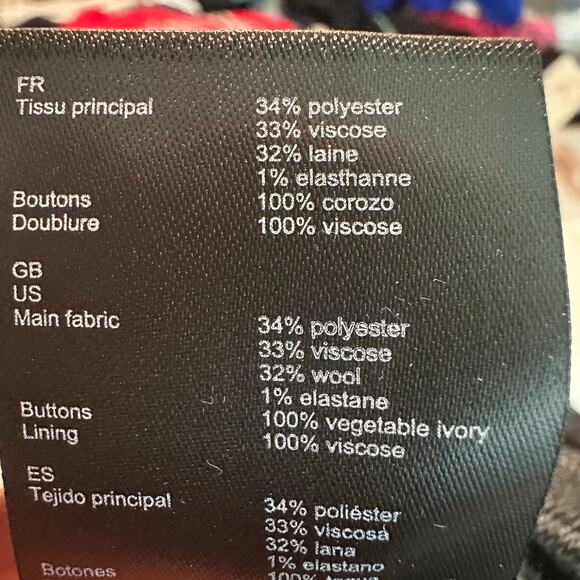 FR
Tissu principal 34% polyester
33% viscose
32% laine
1% elasthanne
Boutons 100% corozo
Doublure 100% viscose
GB
US
Main fabric 34% polyester
33% viscose
32% wool
1% elastane
Buttons 100% vegetable ivory
Lining 100% viscose
ES
Tejido principal 34% poliéster
33% viscosa
32% lana
1% elastano
Botones 100%